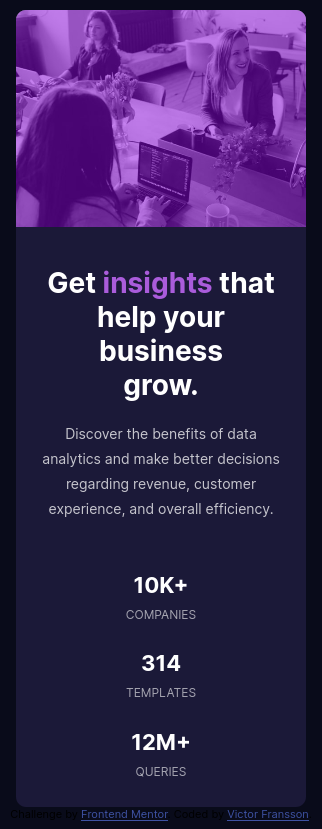 Get insights that
help your
business
grow.
Discover the benefits of data
analytics and make better decisions
regarding revenue, customer
experience, and overall efficiency.
10K+
COMPANIES
314
TEMPLATES
12M+
QUERIES
Challenge by Frontend Mentor. Coded by Victor Fransson